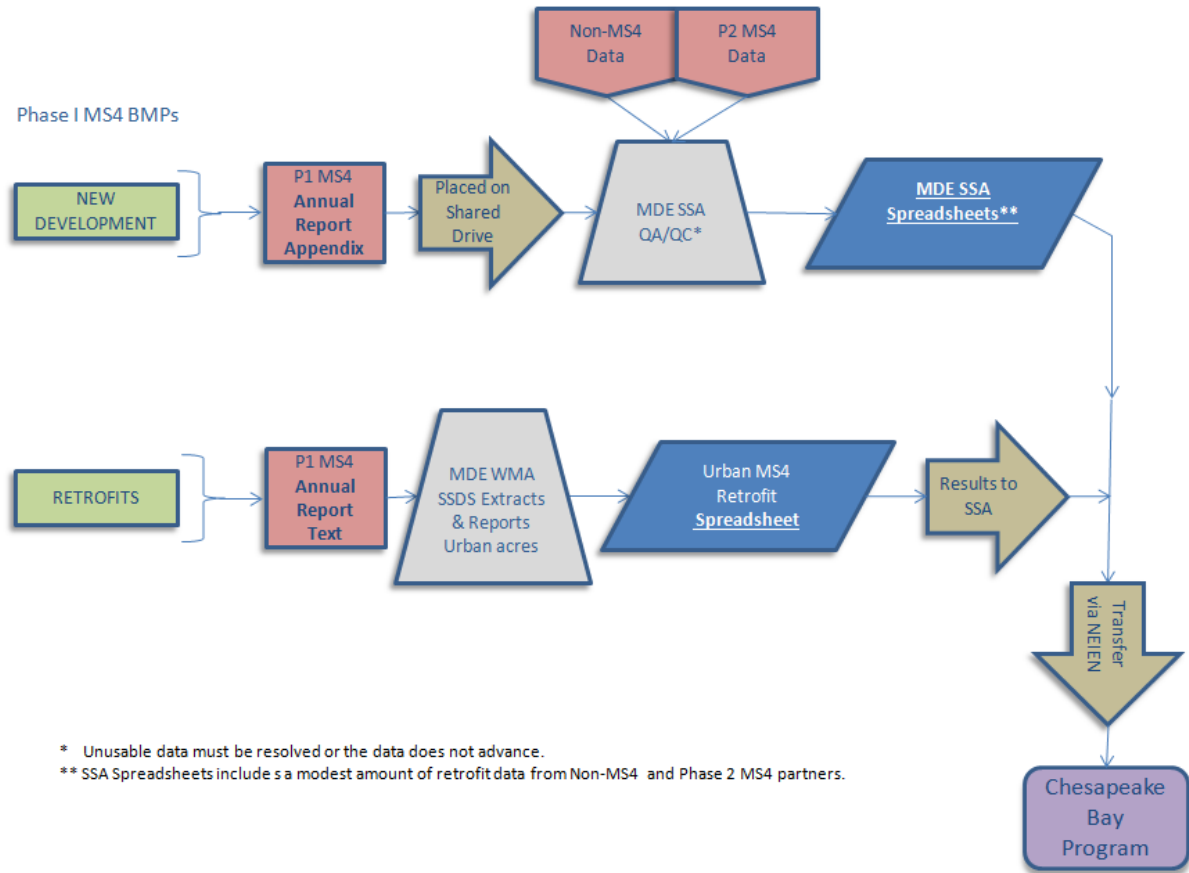 Non-MS4
Data
P2 MS4
Data
Phase I MS4 BMPs
NEW
DEVELOPMENT
P1 MS4
Annual
Report
Appendix
Placed on
Shared
Drive
MDE SSA
QA/QC*
MDE SSA
Spreadsheets**
RETROFITS
P1 MS4
Annual
Report
Text
MDE WMA
SSDS Extracts
& Reports
Urban acres
Urban MS4
Retrofit
Spreadsheet
Results to
SSA
Transfer
via NEIEN
* Unusable data must be resolved or the data does not advance.
** SSA Spreadsheets include s a modest amount of retrofit data from Non-MS4 and Phase 2 MS4 partners.
Chesapeake
Bay
Program